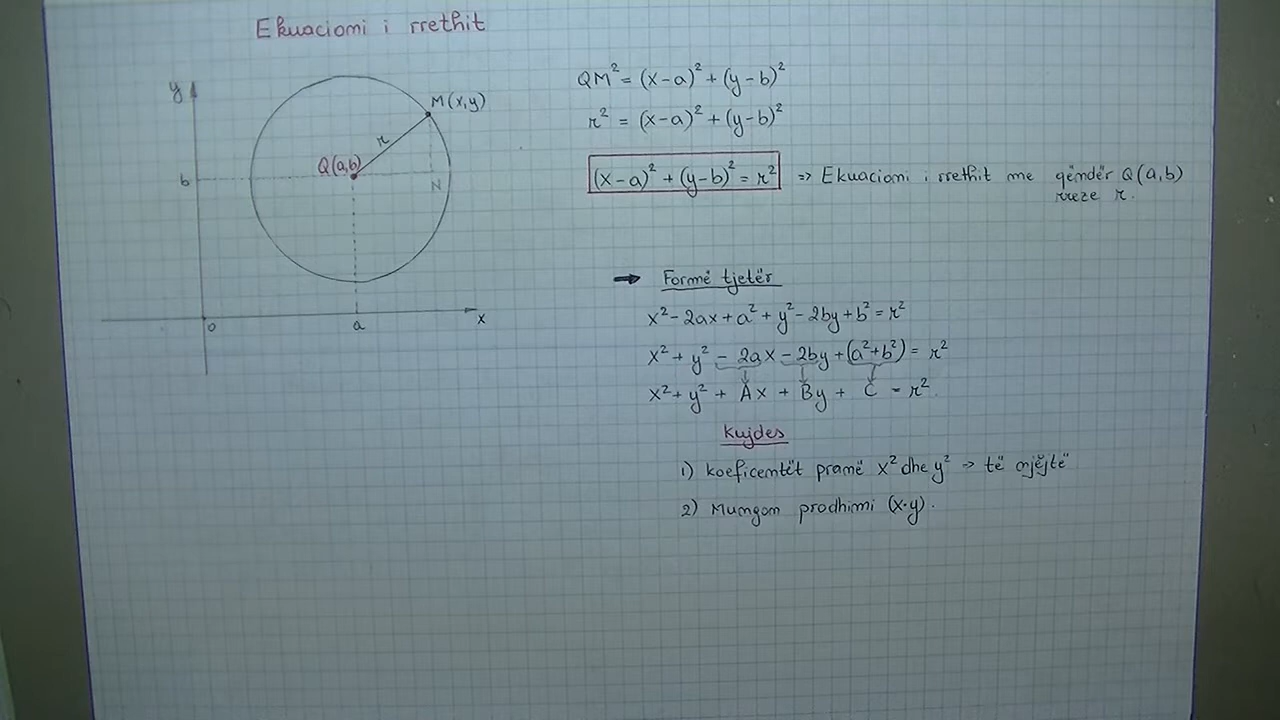 Ekuacioni i rrethit
y
M(x,y)
r
Q(a,b)
b
N
o
a
x
QM² = (x-a)² + (y-b)²
r² = (x-a)² + (y-b)²
(x-a)² + (y-b)² = r² => Ekuacioni i rrethit me qëndër Q(a,b)
rreze r.
→ Formë tjetër
x² - 2ax + a² + y² - 2by + b² = r²
x² + y² - 2ax - 2by + (a²+b²) = r²
x² + y² + Ax + By + C = r².
Kujdes
1) koeficentët pranë x² dhe y² → të njëjtë
2) Mungon prodhimi (x·y).